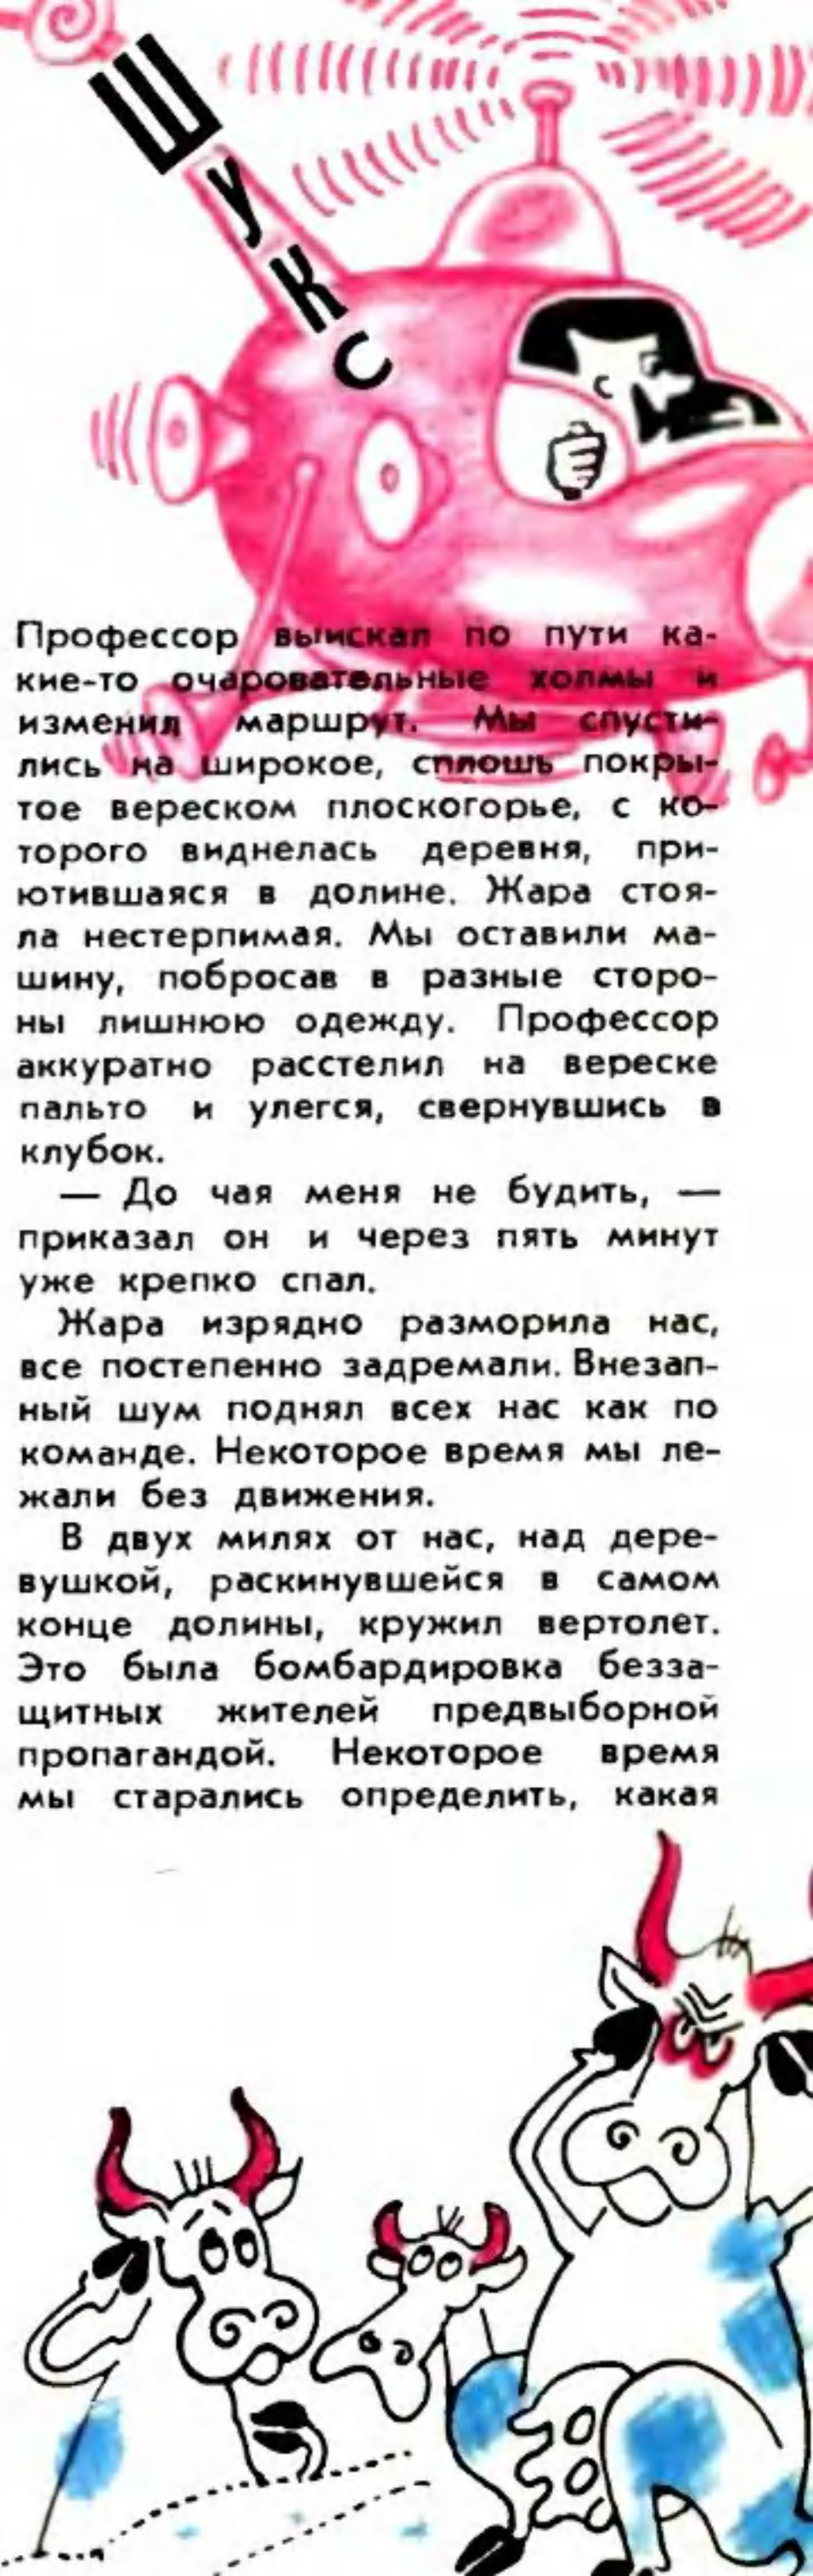 Шукс
Профессор выискал по пути ка-
кие-то очаровательные холмы и
изменил маршрут. Мы спусти-
лись на широкое, сплошь покры-
тое вереском плоскогорье, с ко-
торого виднелась деревня, при-
ютившаяся в долине. Жара стоя-
ла нестерпимая. Мы оставили ма-
шину, побросав в разные сторо-
ны лишнюю одежду. Профессор
аккуратно расстелил на вереске
пальто и улегся, свернувшись в
клубок.
— До чая меня не будить, —
приказал он и через пять минут
уже крепко спал.
Жара изрядно разморила нас,
все постепенно задремали. Внезап-
ный шум поднял всех нас как по
команде. Некоторое время мы ле-
жали без движения.
В двух милях от нас, над дере-
вушкой, раскинувшейся в самом
конце долины, кружил вертолет.
Это была бомбардировка безза-
щитных жителей предвыборной
пропагандой. Некоторое время
мы старались определить, какая